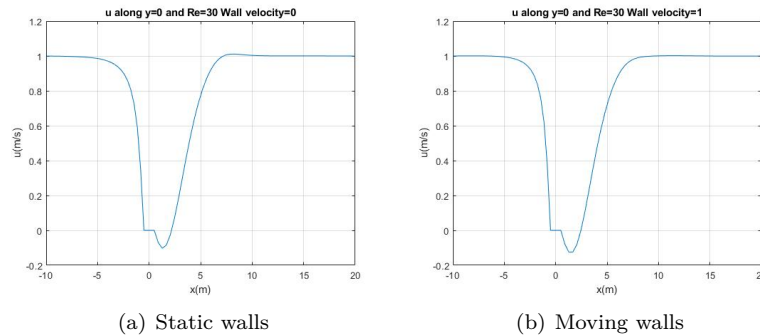 u along y=0 and Re=30 Wall velocity=0
1.2
1
0.8
0.6
0.4
0.2
0
-0.2
u(m/s)
-10 -5 0 5 10 15 20
x(m)
(a) Static walls
u along y=0 and Re=30 Wall velocity=1
1.2
1
0.8
0.6
0.4
0.2
0
-0.2
u(m/s)
-10 -5 0 5 10 15 20
x(m)
(b) Moving walls